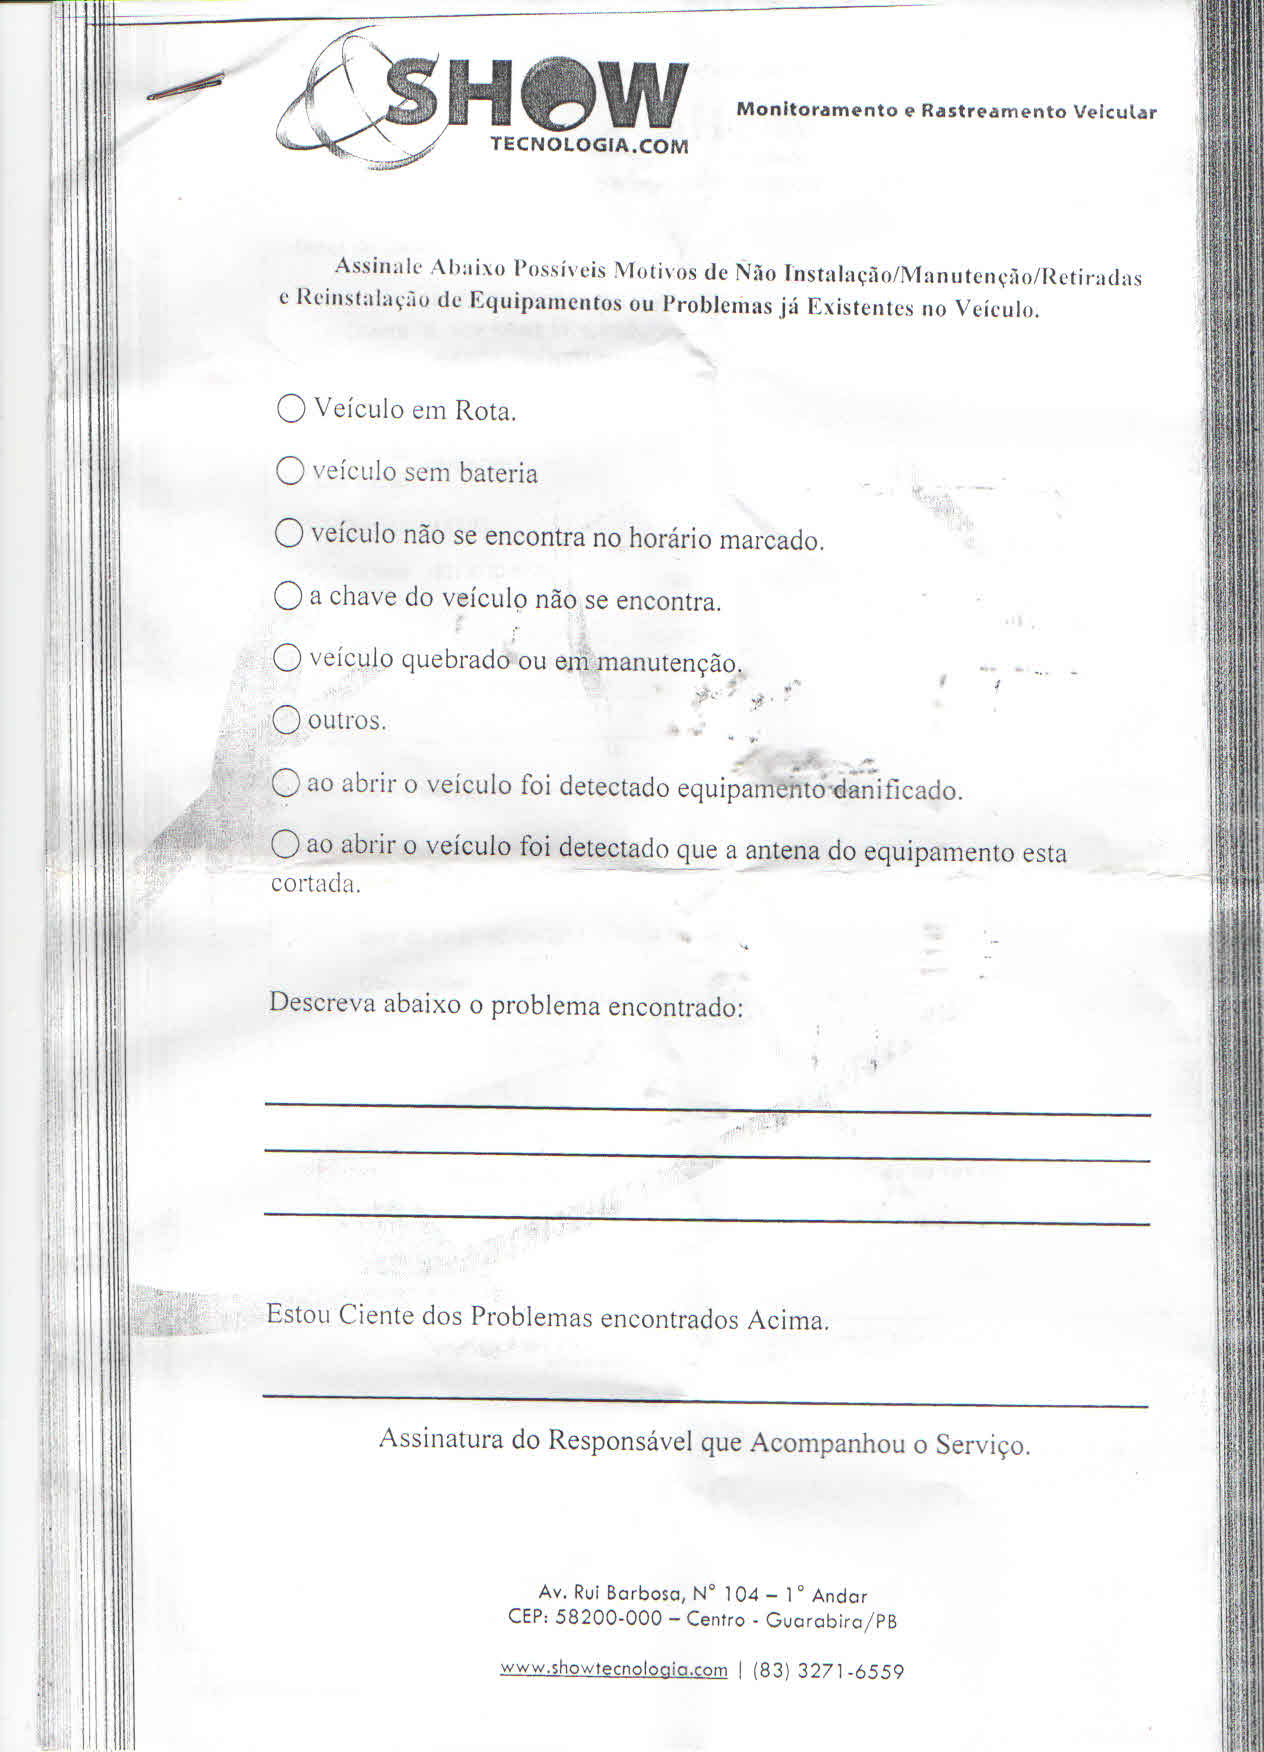 SHOW
TECNOLOGIA.COM
Monitoramento e Rastreamento Veicular
Assinale Abaixo Possíveis Motivos de Não Instalação/Manutenção/Retiradas
e Reinstalação de Equipamentos ou Problemas já Existentes no Veículo.
Veículo em Rota.
veículo sem bateria
veículo não se encontra no horário marcado.
a chave do veículo não se encontra.
veículo quebrado ou em manutenção.
outros.
ao abrir o veículo foi detectado equipamento danificado.
ao abrir o veículo foi detectado que a antena do equipamento esta
cortada.
Descreva abaixo o problema encontrado:
Estou Ciente dos Problemas encontrados Acima.
Assinatura do Responsável que Acompanhou o Serviço.
Av. Rui Barbosa, N° 104 – 1° Andar
CEP: 58200-000 – Centro - Guarabira/PB
www.showtecnologia.com | (83) 3271-6559